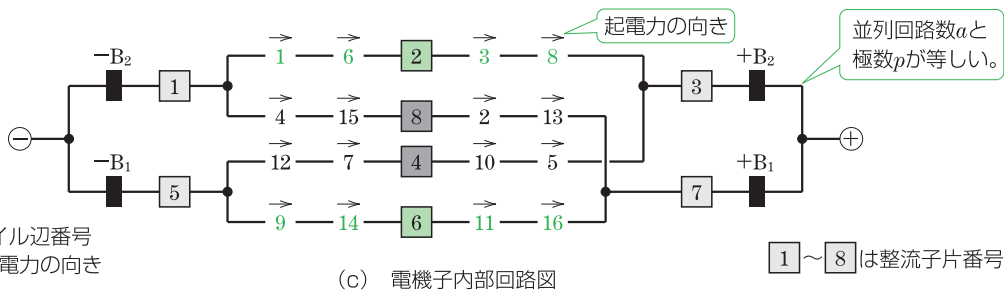 起電力の向き
並列回路数aと
極数pが等しい。
−B₂
1
1 6 2 3 8
3
+B₂
4 15 8 2 13
⊖
⊕
−B₁
5
12 7 4 10 5
7
+B₁
9 14 6 11 16
イル辺番号
電力の向き
(c) 電機子内部回路図
1 ～ 8 は整流子片番号